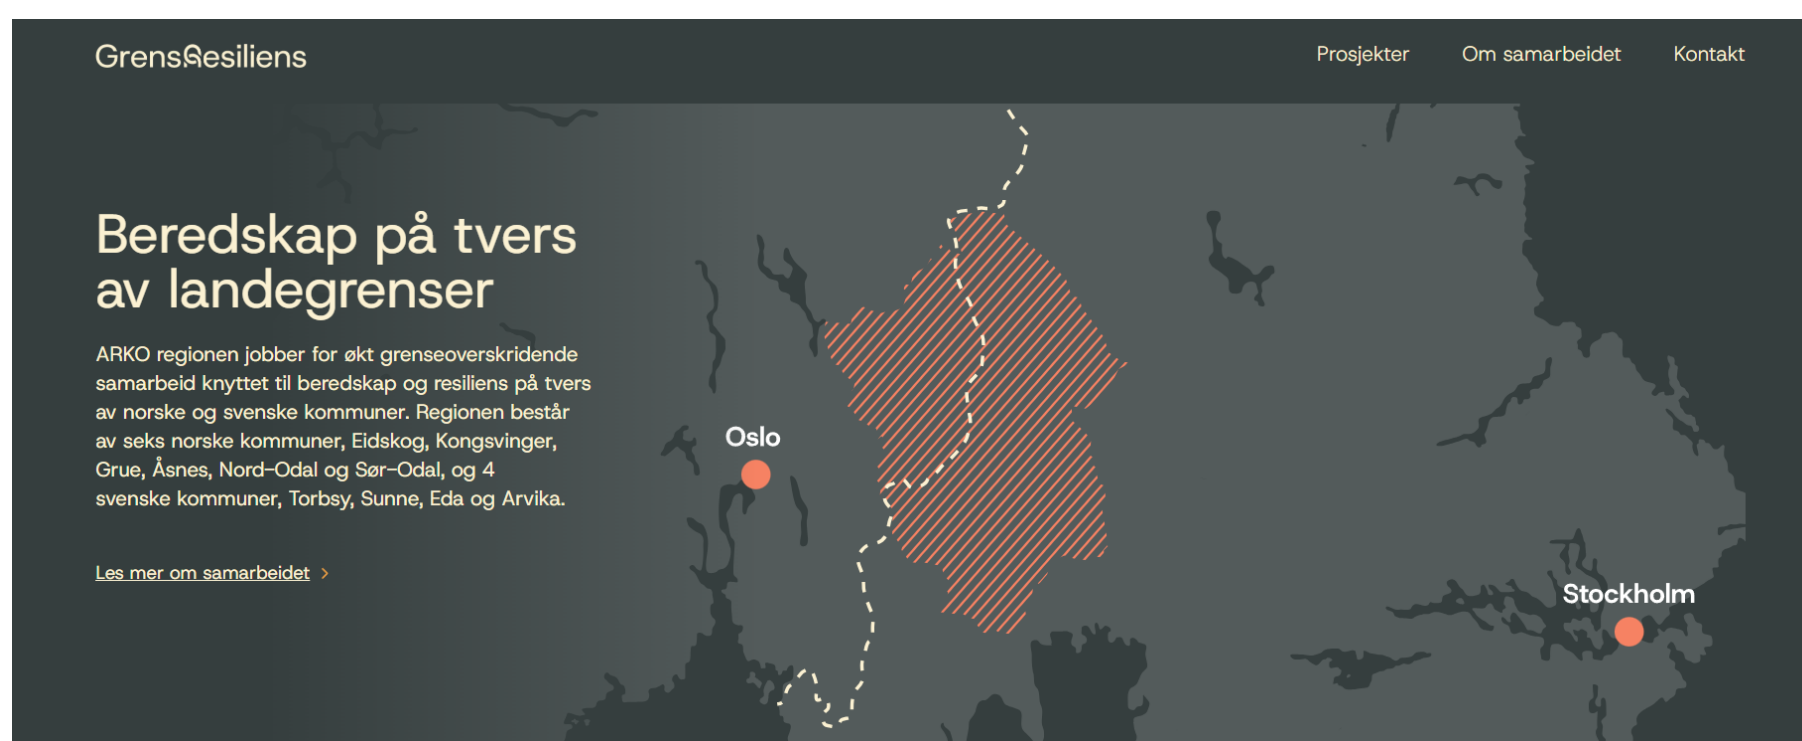 GrensResiliens
Prosjekter
Om samarbeidet
Kontakt
Beredskap på tvers
av landegrenser
ARKO regionen jobber for økt grenseoverskridende
samarbeid knyttet til beredskap og resiliens på tvers
av norske og svenske kommuner. Regionen består
av seks norske kommuner, Eidskog, Kongsvinger,
Grue, Åsnes, Nord-Odal og Sør-Odal, og 4
svenske kommuner, Torbsy, Sunne, Eda og Arvika.
Les mer om samarbeidet >
Oslo
Stockholm